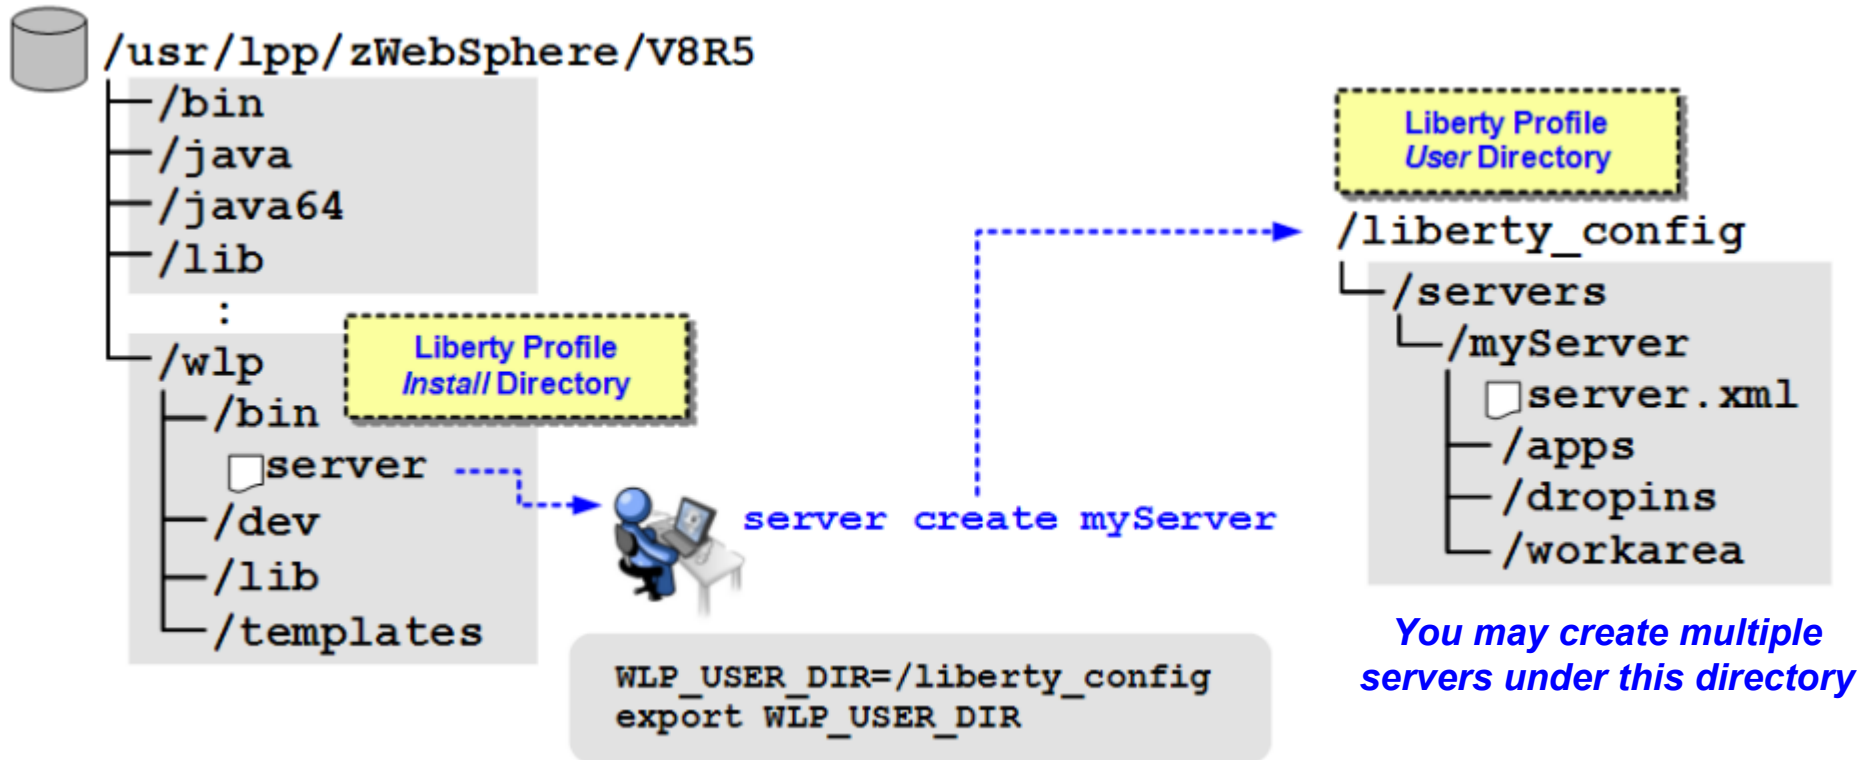 /usr/lpp/zWebSphere/V8R5
/bin
/java
/java64
/lib
:
/wlp
Liberty Profile
Install Directory
/bin
server
/dev
/lib
/templates
server create myServer
WLP_USER_DIR=/liberty_config
export WLP_USER_DIR
Liberty Profile
User Directory
/liberty_config
/servers
/myServer
server.xml
/apps
/dropins
/workarea
You may create multiple
servers under this directory